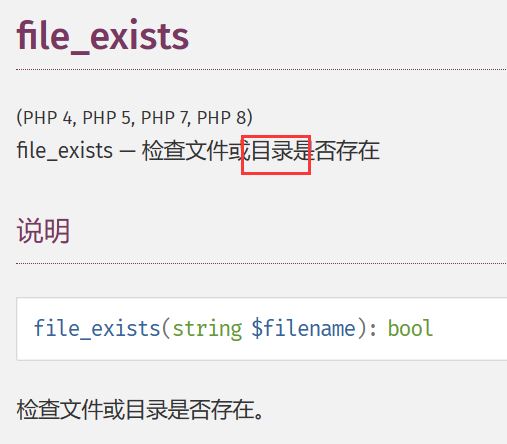 file_exists
(PHP 4, PHP 5, PHP 7, PHP 8)
file_exists — 检查文件或目录是否存在
说明
file_exists(string $filename): bool
检查文件或目录是否存在。